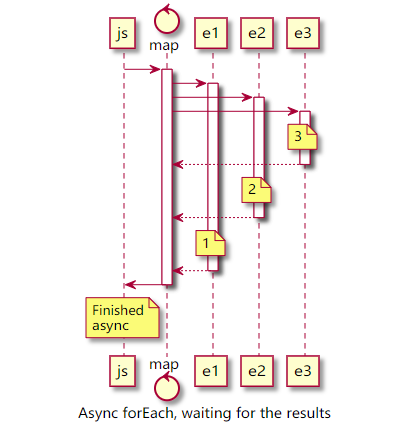 js
map
e1
e2
e3
3
2
1
Finished
async
js
map
e1
e2
e3
Async forEach, waiting for the results